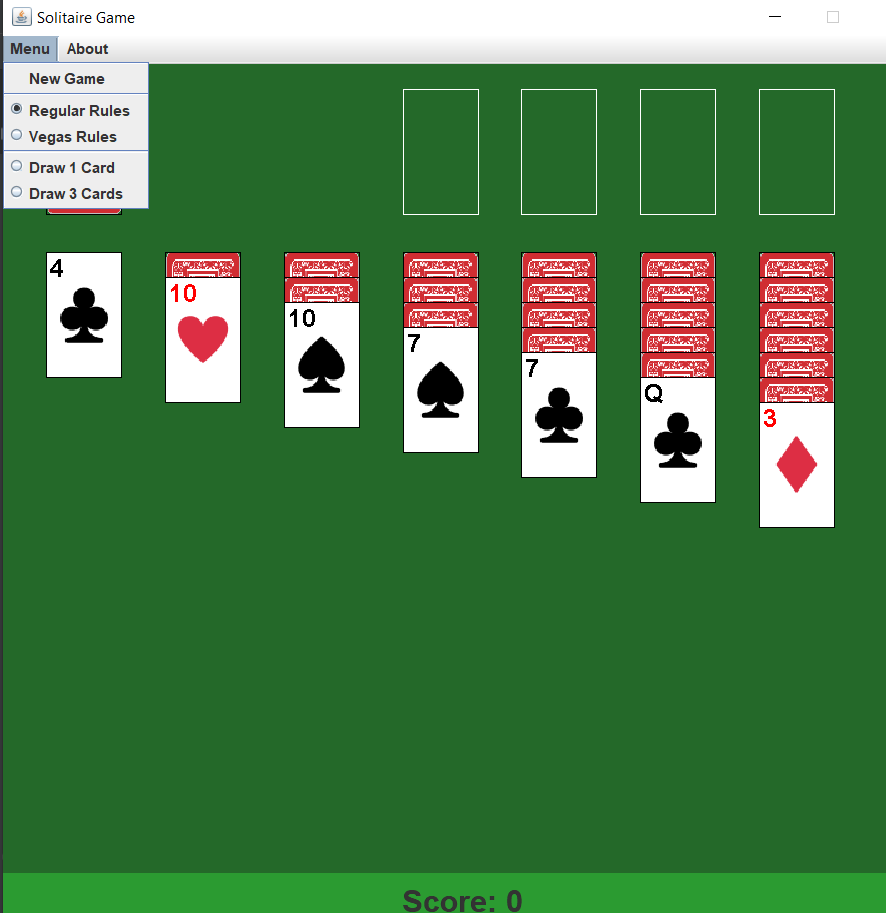 Solitaire Game
Menu About
New Game
Regular Rules
Vegas Rules
Draw 1 Card
Draw 3 Cards
4
10
10
7
7
Q
3
Score: 0